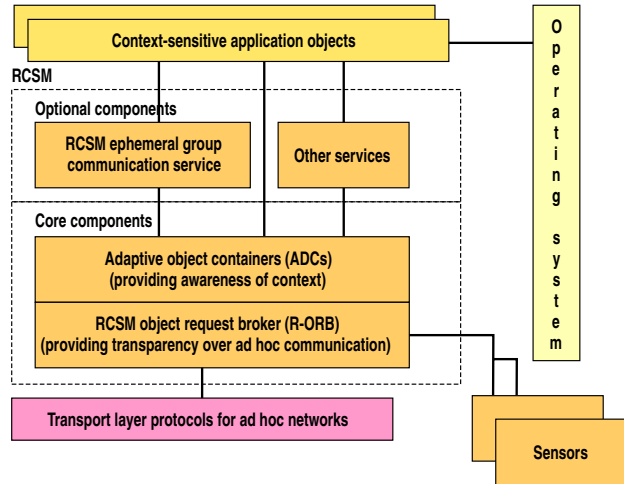 Context-sensitive application objects
Operating system
RCSM
Optional components
RCSM ephemeral group
communication service
Other services
Core components
Adaptive object containers (ADCs)
(providing awareness of context)
RCSM object request broker (R-ORB)
(providing transparency over ad hoc communication)
Transport layer protocols for ad hoc networks
Sensors